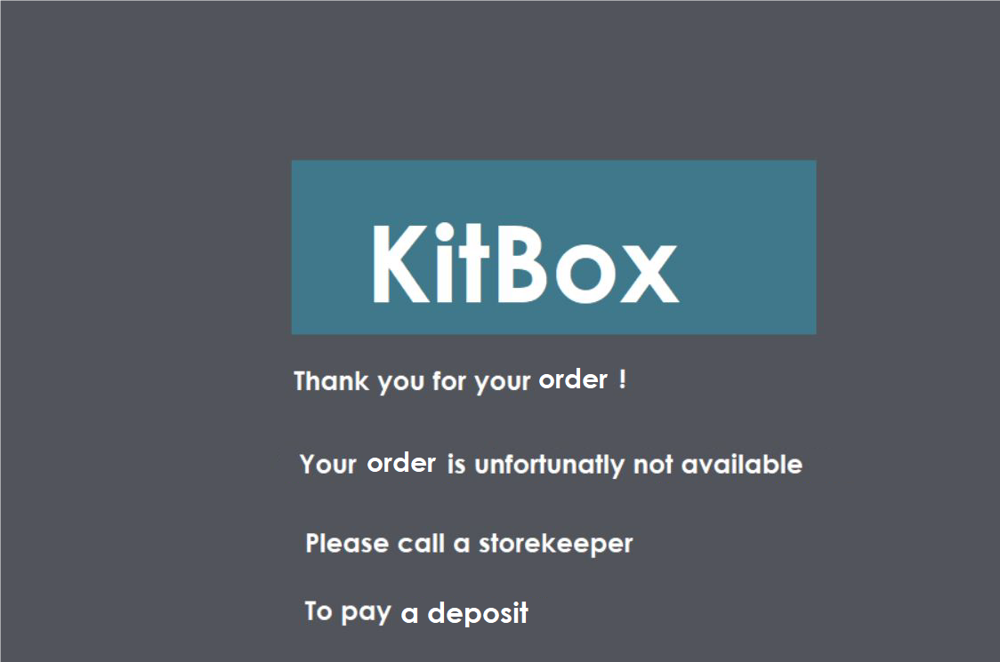 KitBox
Thank you for your order !
Your order is unfortunatly not available
Please call a storekeeper
To pay a deposit